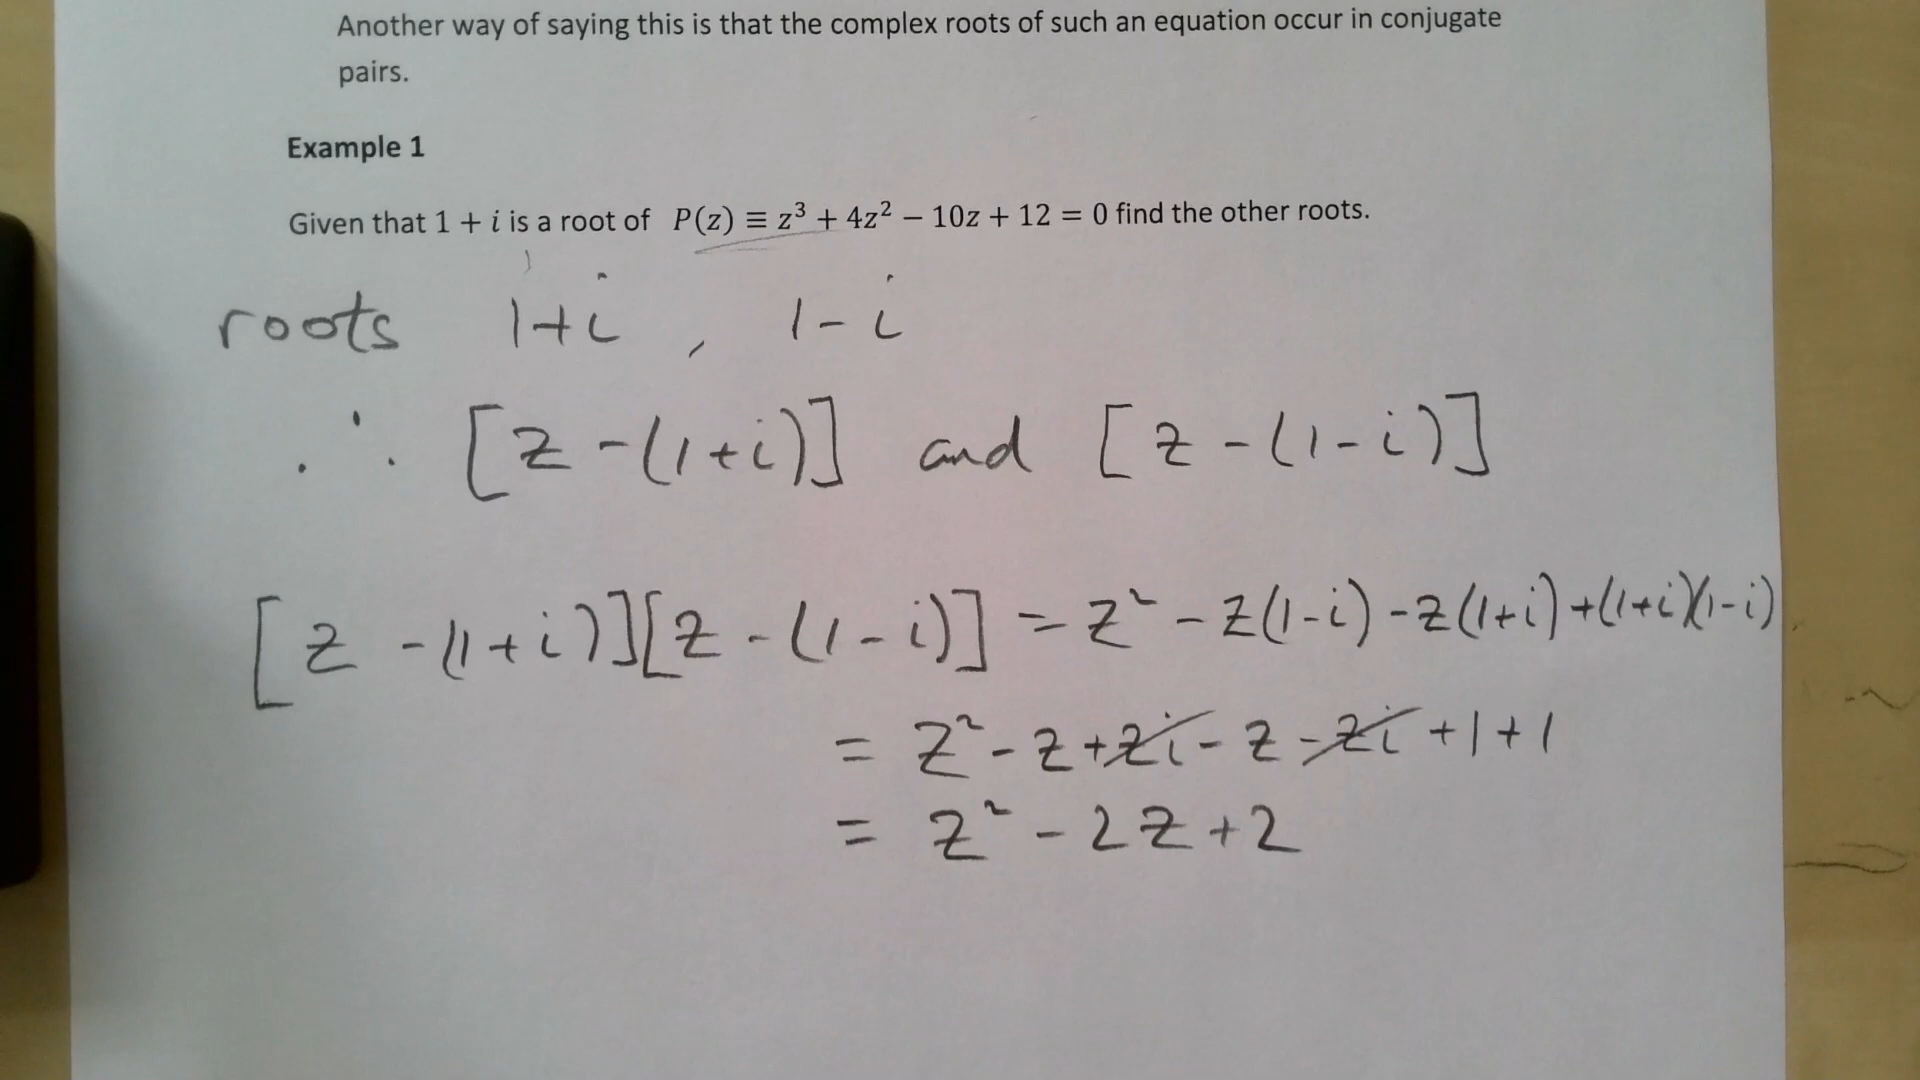 Another way of saying this is that the complex roots of such an equation occur in conjugate
pairs.
Example 1
Given that 1 + i is a root of P(z) ≡ z³ + 4z² − 10z + 12 = 0 find the other roots.
roots 1+i , 1-i
∴ [z-(1+i)] and [z-(1-i)]
[z-(1+i)][z-(1-i)] = z² - z(1-i) - z(1+i) + (1+i)(1-i)
= z² - z + zi - z - zi + 1 + 1
= z² - 2z + 2